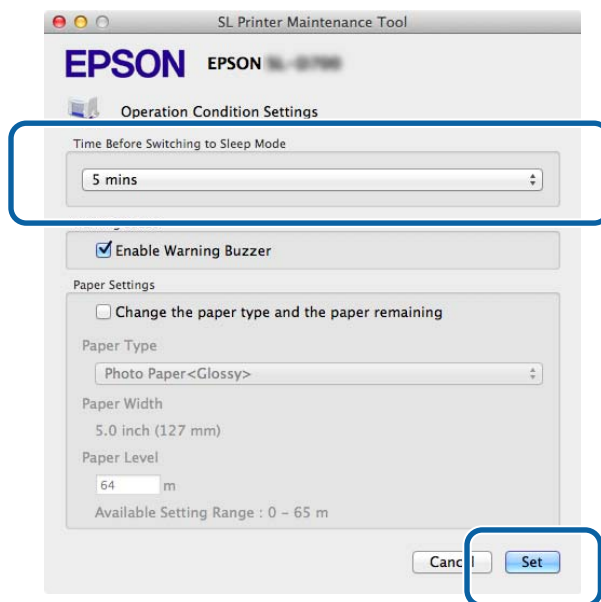 SL Printer Maintenance Tool
EPSON EPSON
Operation Condition Settings
Time Before Switching to Sleep Mode
5 mins
Enable Warning Buzzer
Paper Settings
Change the paper type and the paper remaining
Paper Type
Photo Paper<Glossy>
Paper Width
5.0 inch (127 mm)
Paper Level
64 m
Available Setting Range : 0 – 65 m
Set